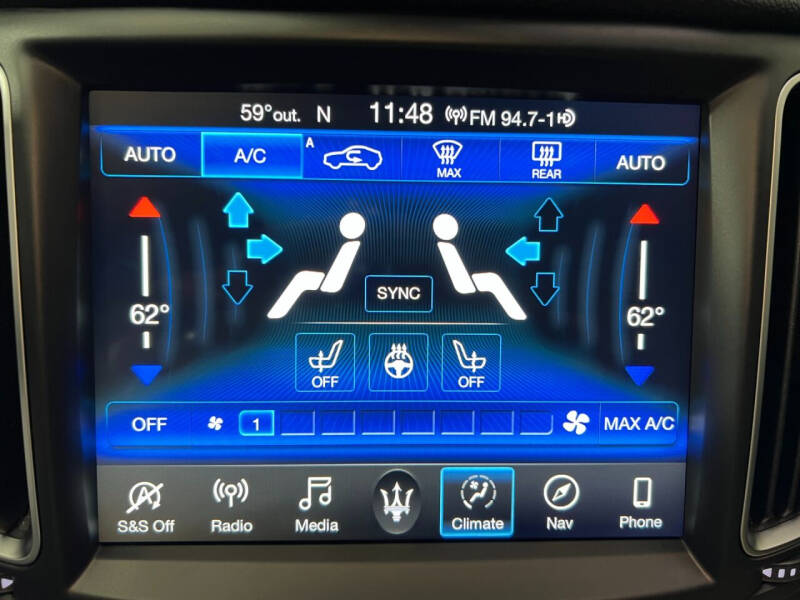 59°out. N 11:48 FM 94.7-1 HD
AUTO A/C A MAX REAR AUTO
62° SYNC 62°
OFF OFF
OFF 1 MAX A/C
S&S Off Radio Media Climate Nav Phone